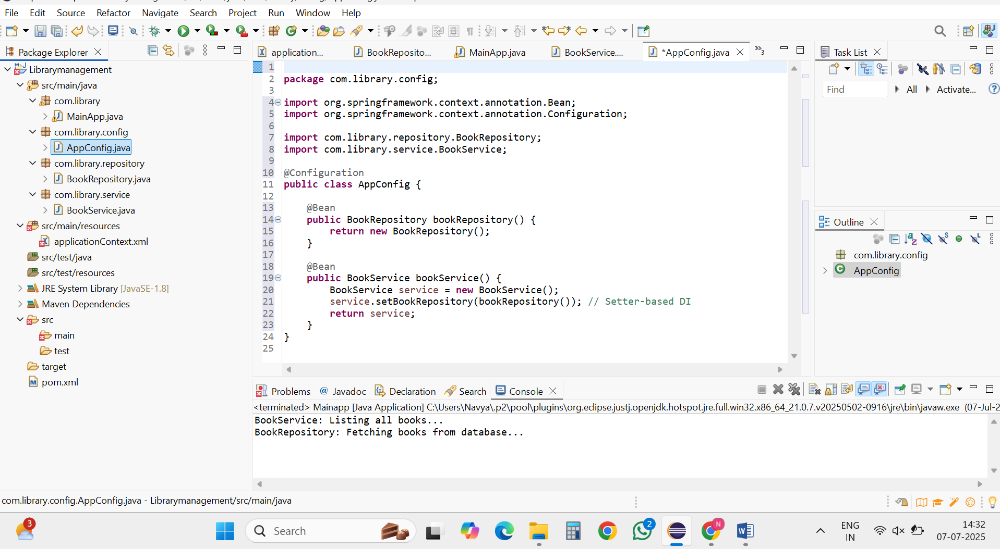 File Edit Source Refactor Navigate Search Project Run Window Help
Package Explorer
Librarymanagement
src/main/java
com.library
MainApp.java
com.library.config
AppConfig.java
com.library.repository
BookRepository.java
com.library.service
BookService.java
src/main/resources
applicationContext.xml
src/test/java
src/test/resources
JRE System Library [JavaSE-1.8]
Maven Dependencies
src
main
test
target
pom.xml
application... BookReposito... MainApp.java BookService.... *AppConfig.java »3
1
2 package com.library.config;
3
4 import org.springframework.context.annotation.Bean;
5 import org.springframework.context.annotation.Configuration;
6
7 import com.library.repository.BookRepository;
8 import com.library.service.BookService;
9
10 @Configuration
11 public class AppConfig {
12
13 @Bean
14 public BookRepository bookRepository() {
15 return new BookRepository();
16 }
17
18 @Bean
19 public BookService bookService() {
20 BookService service = new BookService();
21 service.setBookRepository(bookRepository()); // Setter-based DI
22 return service;
23 }
24 }
25
Task List
Find All Activate...
Outline
com.library.config
AppConfig
Problems @ Javadoc Declaration Search Console
<terminated> Mainapp [Java Application] C:\Users\Navya\.p2\pool\plugins\org.eclipse.justj.openjdk.hotspot.jre.full.win32.x86_64_21.0.7.v20250502-0916\jre\bin\javaw.exe (07-Jul-2
BookService: Listing all books...
BookRepository: Fetching books from database...
com.library.config.AppConfig.java - Librarymanagement/src/main/java
3 Search 2 N ENG
IN
14:32
07-07-2025